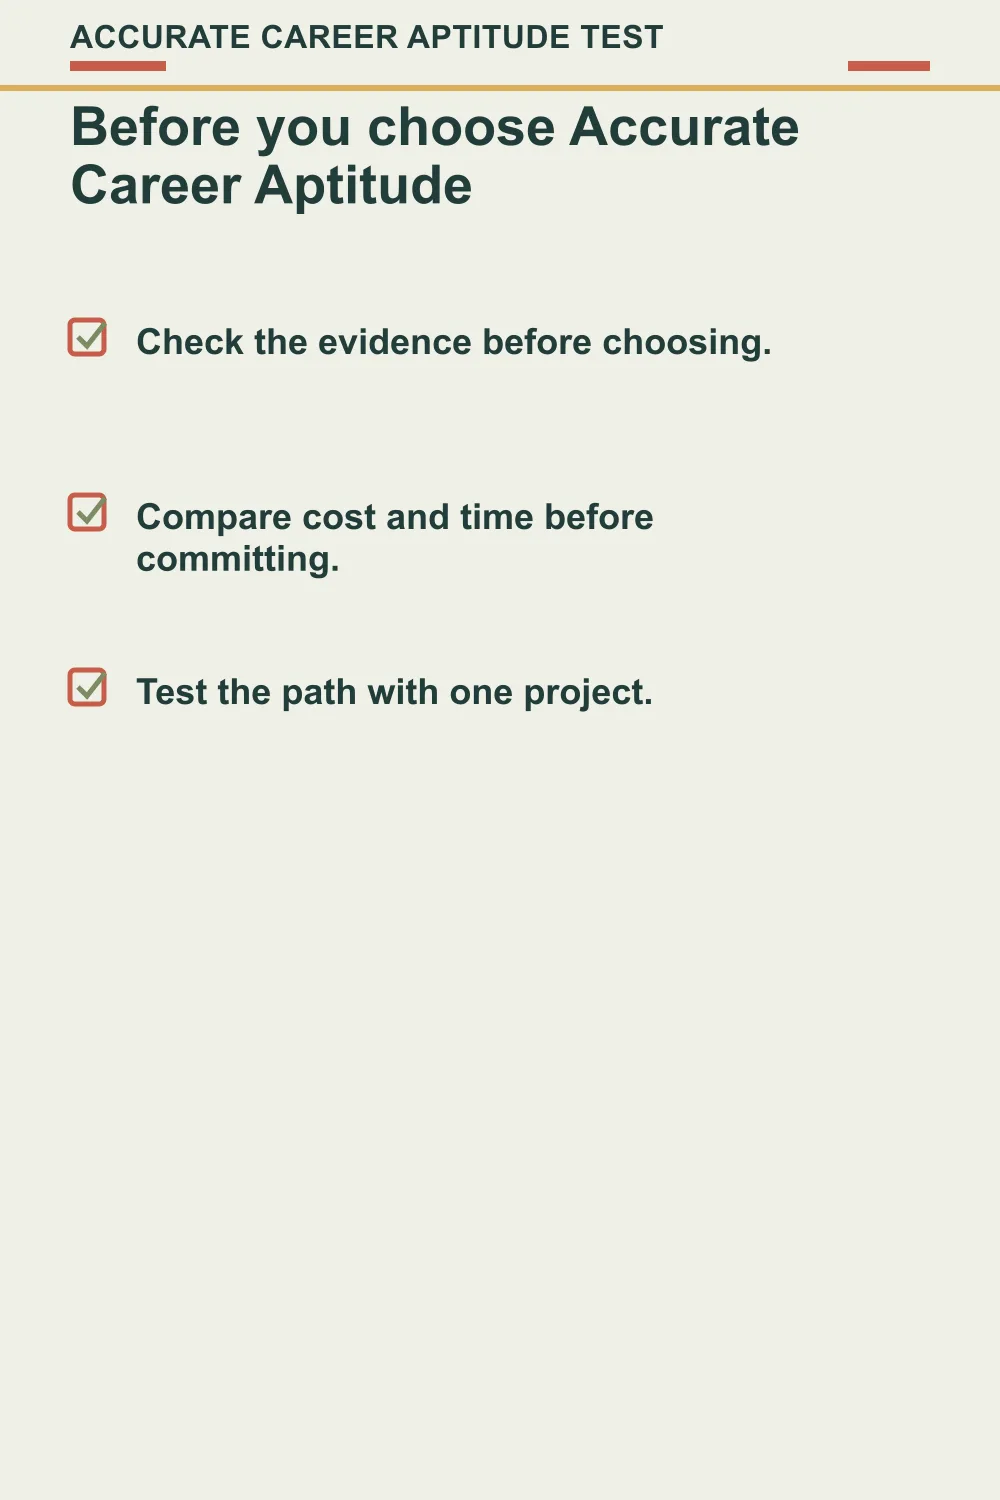 ACCURATE CAREER APTITUDE TEST
Before you choose Accurate
Career Aptitude
Check the evidence before choosing.
Compare cost and time before
committing.
Test the path with one project.